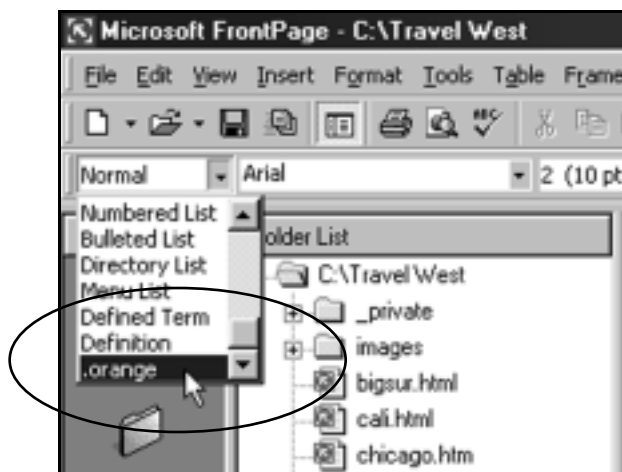 Microsoft FrontPage - C:\Travel West
File Edit View Insert Format Tools Table Frame
ABC
Normal Arial 2 (10 pt
Numbered List
Bulleted List
Directory List
Menu List
Defined Term
Definition
.orange
older List
C:\Travel West
_private
images
bigsur.html
cali.html
chicago.htm